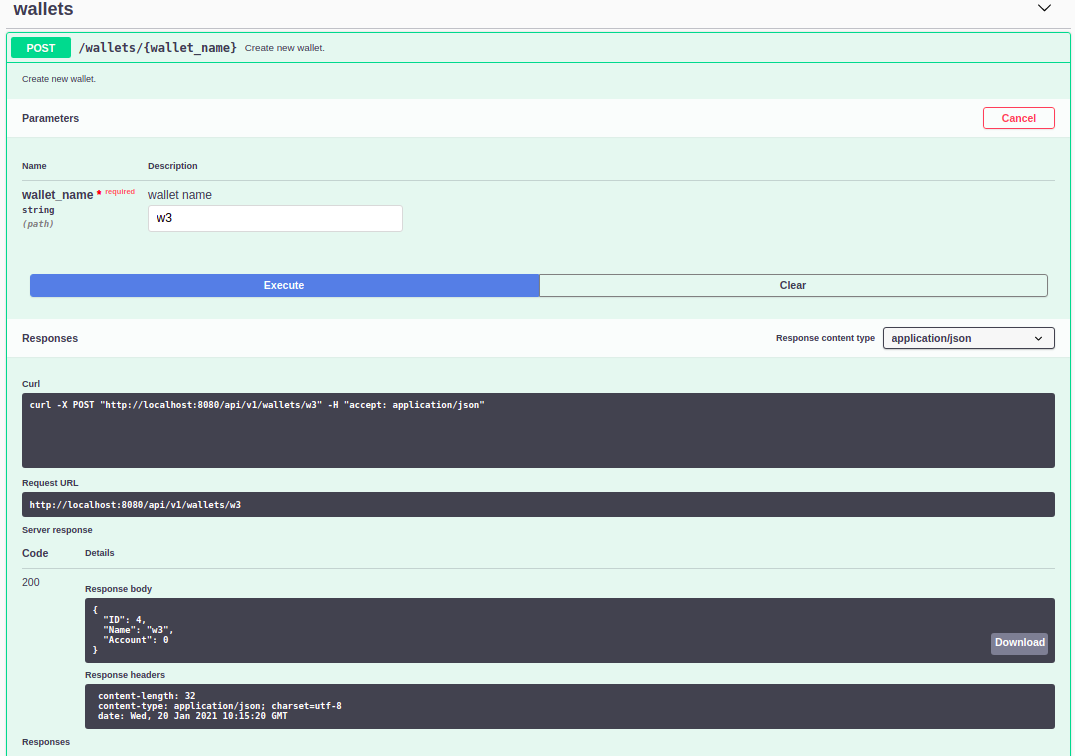 wallets
POST /wallets/{wallet_name} Create new wallet.
Create new wallet.
Parameters Cancel
Name Description
wallet_name * required wallet name
string w3
(path)
Execute Clear
Responses Response content type application/json
Curl
curl -X POST "http://localhost:8080/api/v1/wallets/w3" -H "accept: application/json"
Request URL
http://localhost:8080/api/v1/wallets/w3
Server response
Code Details
200
Response body
{
"ID": 4,
"Name": "w3",
"Account": 0
}
Download
Response headers
content-length: 32
content-type: application/json; charset=utf-8
date: Wed, 20 Jan 2021 10:15:20 GMT
Responses